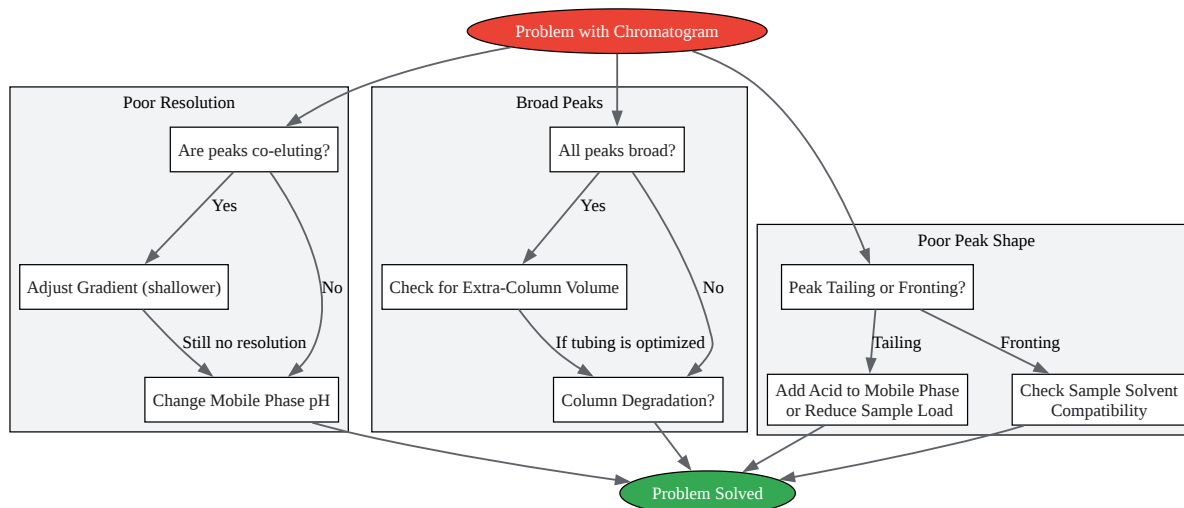 Problem with Chromatogram
Poor Resolution
Are peaks co-eluting?
Yes
Adjust Gradient (shallower)
No
Still no resolution
Change Mobile Phase pH
Broad Peaks
All peaks broad?
Yes
Check for Extra-Column Volume
No
If tubing is optimized
Column Degradation?
Poor Peak Shape
Peak Tailing or Fronting?
Tailing
Fronting
Add Acid to Mobile Phase
or Reduce Sample Load
Check Sample Solvent
Compatibility
Problem Solved